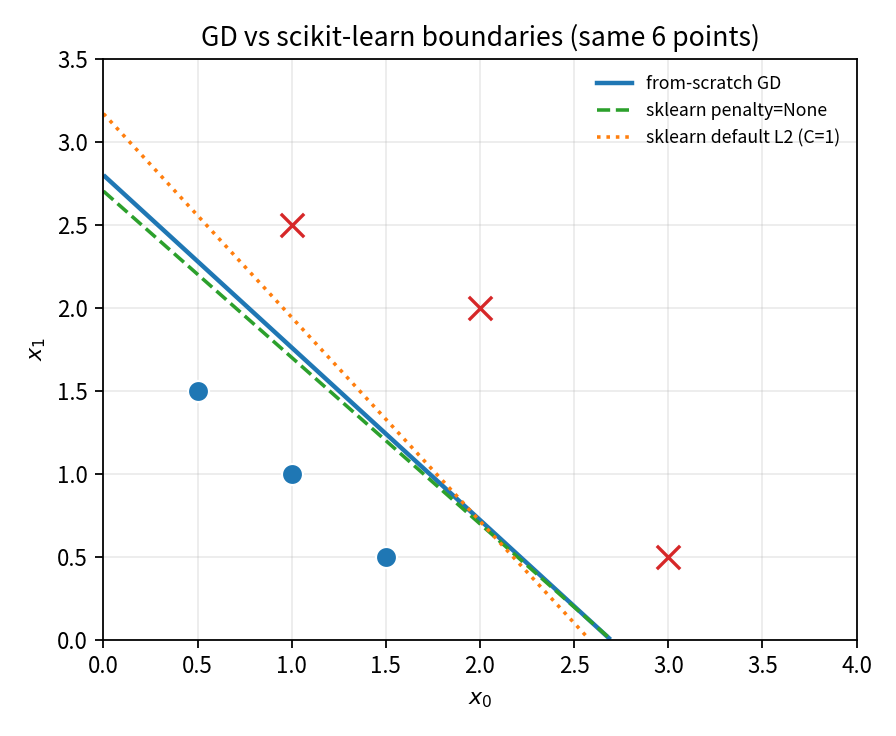 GD vs scikit-learn boundaries (same 6 points)
from-scratch GD
sklearn penalty=None
sklearn default L2 (C=1)
3.5
3.0
2.5
2.0
1.5
1.0
0.5
0.0
x₁
0.0 0.5 1.0 1.5 2.0 2.5 3.0 3.5 4.0
x₀